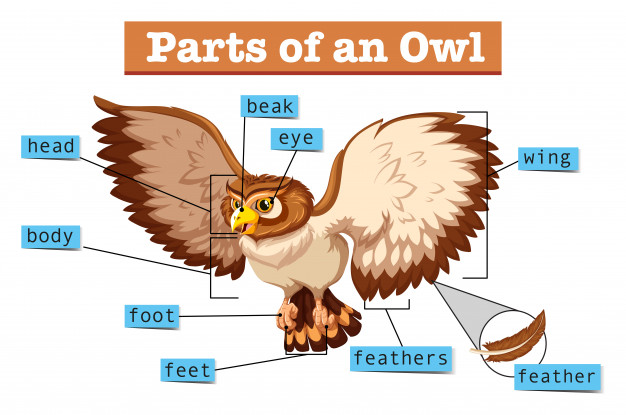 Parts of an Owl
beak
eye
head
wing
body
foot
feathers
feet
feather